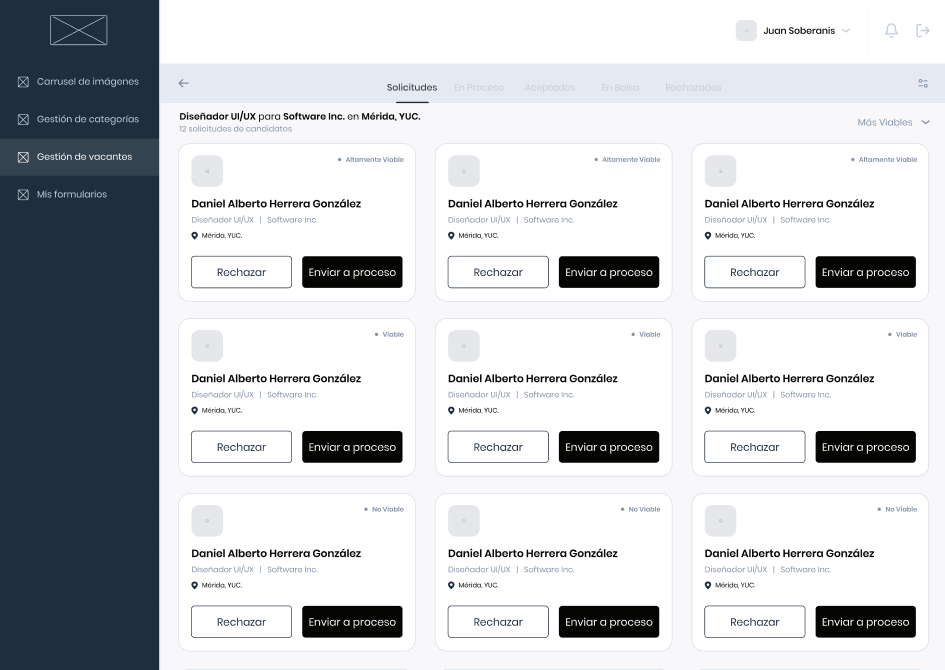 Juan Soberanis
Carrusel de imágenes
Gestión de categorías
Gestión de vacantes
Mis formularios
Solicitudes En Proceso Aceptados En Bolsa Rechazados
Diseñador UI/UX para Software Inc. en Mérida, YUC.
12 solicitudes de candidatos
Más Viables
Altamente Viable
Daniel Alberto Herrera González
Diseñador UI/UX | Software Inc.
Mérida, YUC.
Rechazar Enviar a proceso
Altamente Viable
Daniel Alberto Herrera González
Diseñador UI/UX | Software Inc.
Mérida, YUC.
Rechazar Enviar a proceso
Altamente Viable
Daniel Alberto Herrera González
Diseñador UI/UX | Software Inc.
Mérida, YUC.
Rechazar Enviar a proceso
Viable
Daniel Alberto Herrera González
Diseñador UI/UX | Software Inc.
Mérida, YUC.
Rechazar Enviar a proceso
Viable
Daniel Alberto Herrera González
Diseñador UI/UX | Software Inc.
Mérida, YUC.
Rechazar Enviar a proceso
Viable
Daniel Alberto Herrera González
Diseñador UI/UX | Software Inc.
Mérida, YUC.
Rechazar Enviar a proceso
No Viable
Daniel Alberto Herrera González
Diseñador UI/UX | Software Inc.
Mérida, YUC.
Rechazar Enviar a proceso
No Viable
Daniel Alberto Herrera González
Diseñador UI/UX | Software Inc.
Mérida, YUC.
Rechazar Enviar a proceso
No Viable
Daniel Alberto Herrera González
Diseñador UI/UX | Software Inc.
Mérida, YUC.
Rechazar Enviar a proceso